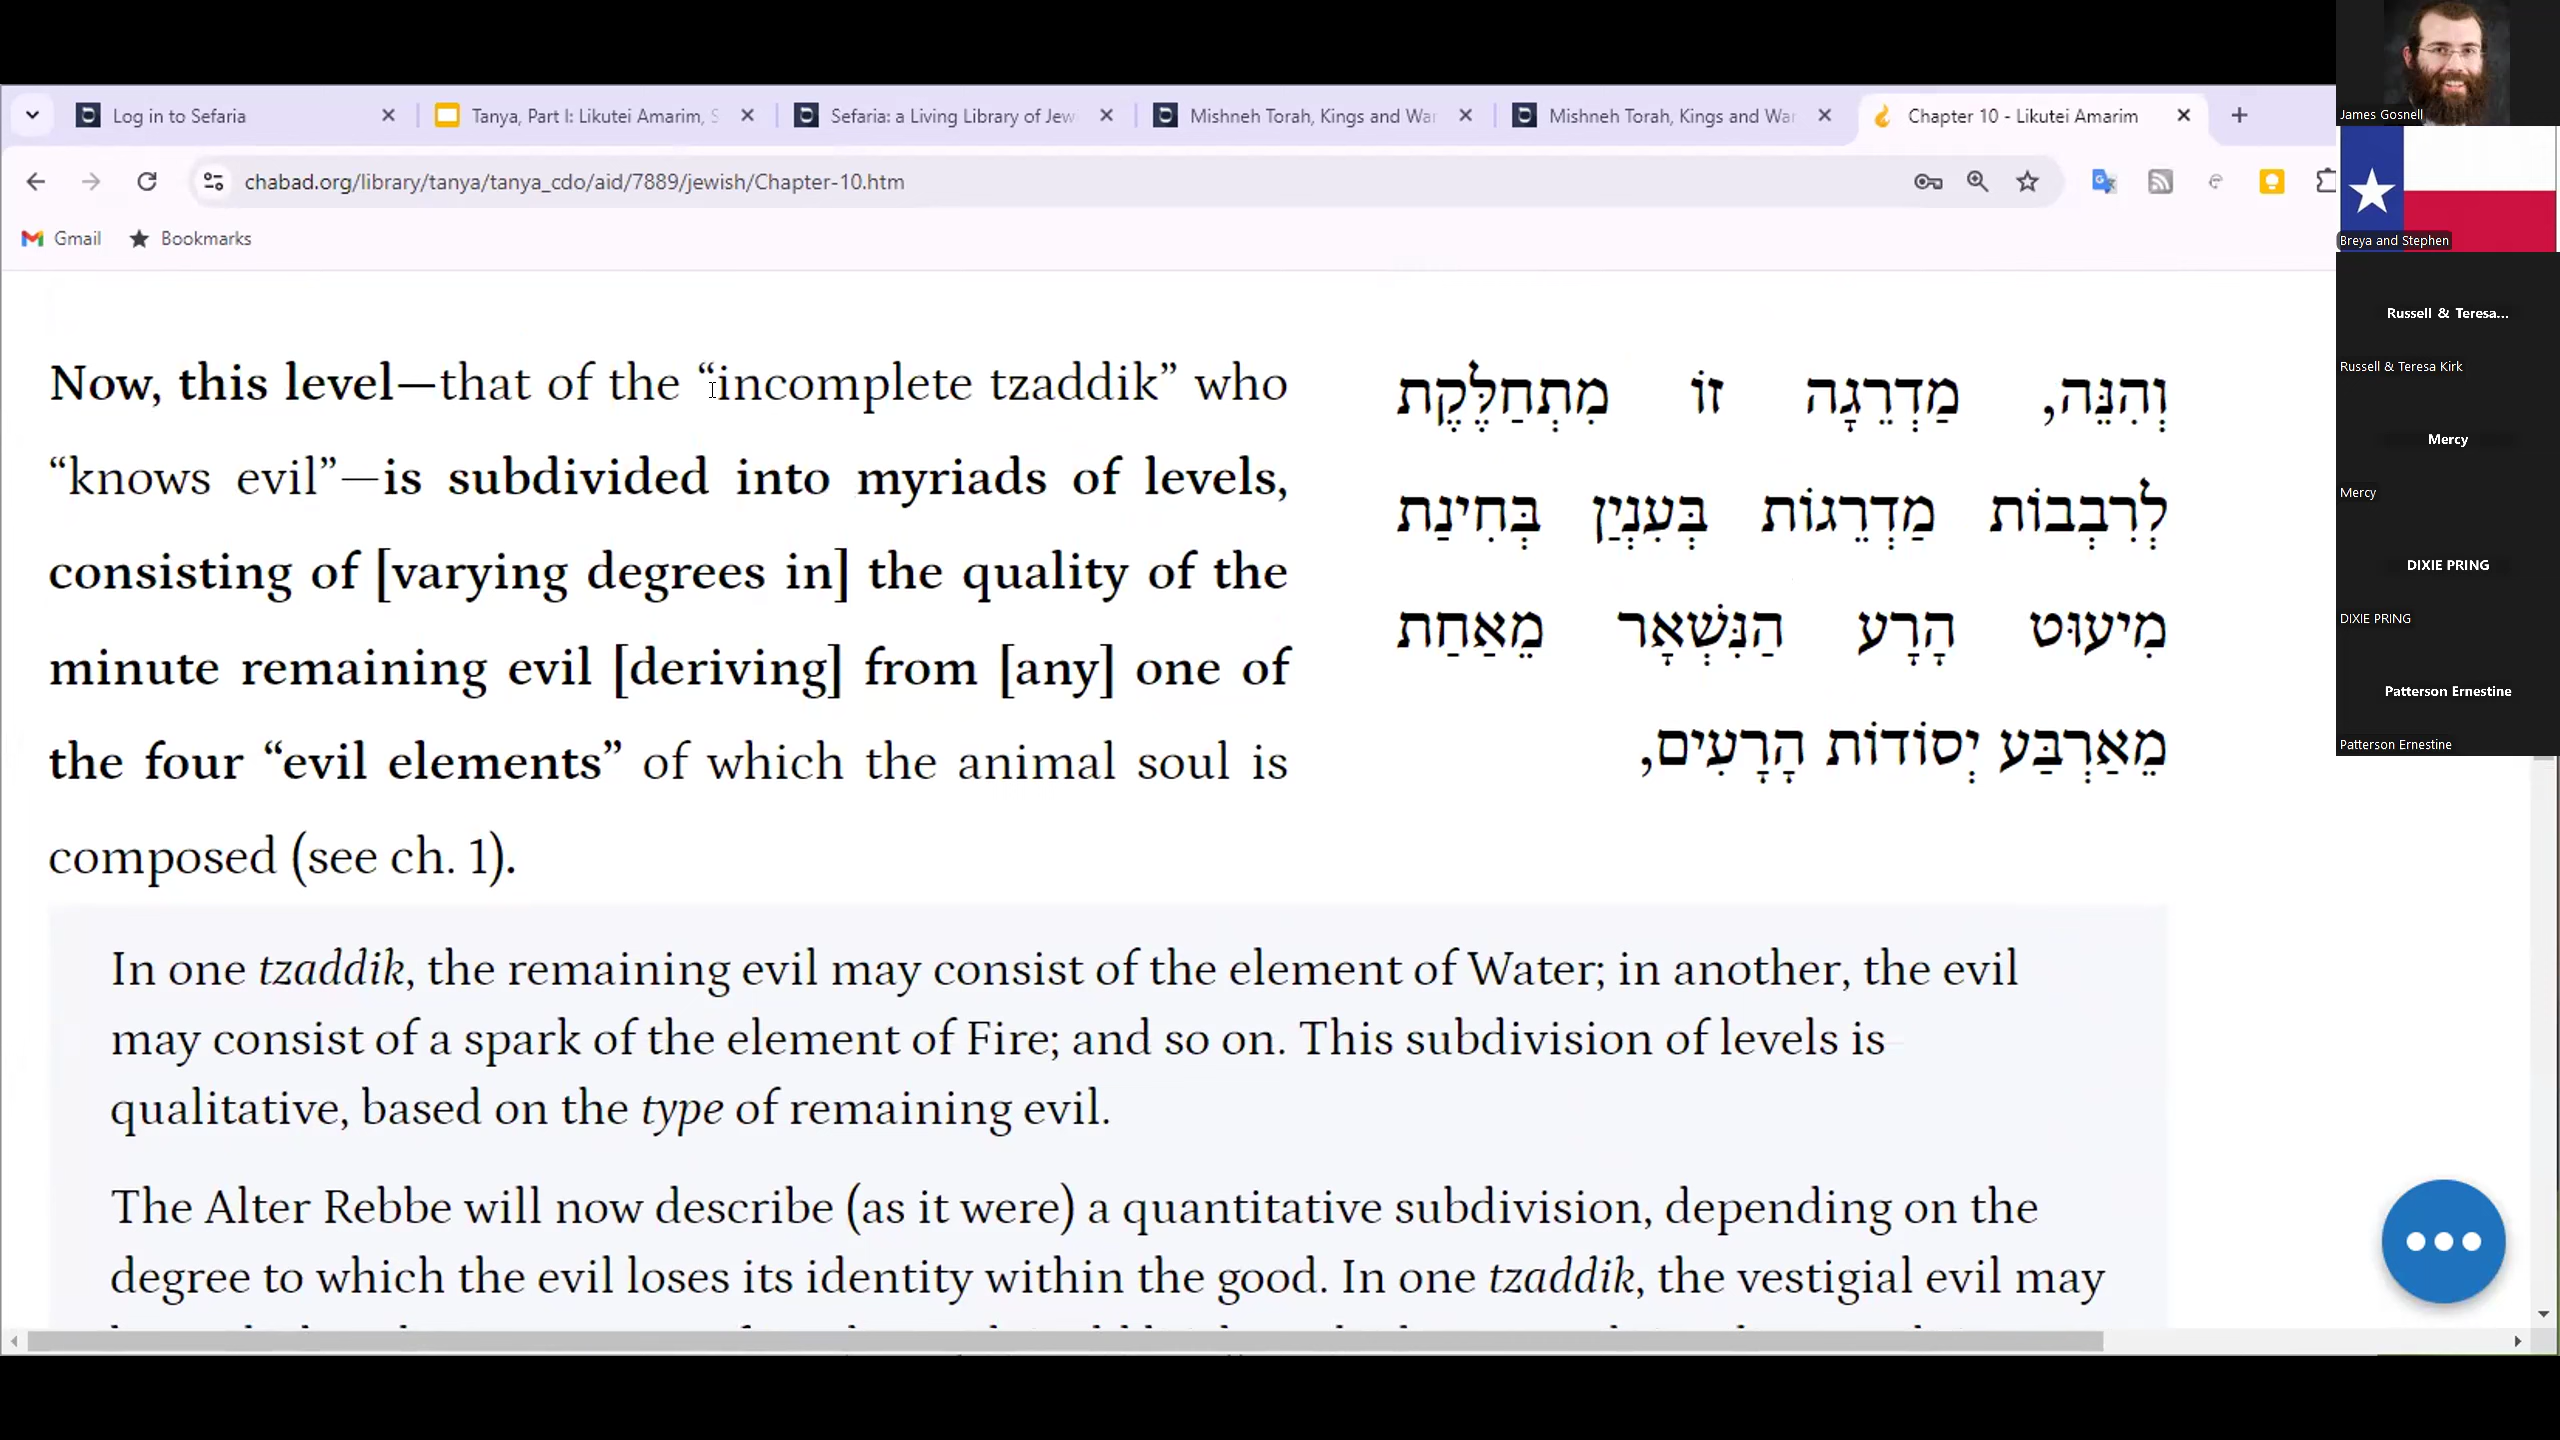 Log in to Sefaria
Tanya, Part I: Likutei Amarim, S
Sefaria: a Living Library of Jew
Mishneh Torah, Kings and War
Mishneh Torah, Kings and War
Chapter 10 - Likutei Amarim
chabad.org/library/tanya/tanya_cdo/aid/7889/jewish/Chapter-10.htm
Gmail
Bookmarks
Now, this level—that of the “incomplete tzaddik” who
“knows evil”—is subdivided into myriads of levels,
consisting of [varying degrees in] the quality of the
minute remaining evil [deriving] from [any] one of
the four “evil elements” of which the animal soul is
composed (see ch. 1).
וְהִנֵּה, מַדְרֵגָה זוֹ מִתְחַלֶּקֶת
לְרִבְבוֹת מַדְרֵגוֹת בְּעִנְיַן בְּחִינַת
מִיעוּט הָרָע הַנִּשְׁאָר מֵאַחַת
מֵאַרְבַּע יְסוֹדוֹת הָרָעִים,
In one tzaddik, the remaining evil may consist of the element of Water; in another, the evil
may consist of a spark of the element of Fire; and so on. This subdivision of levels is
qualitative, based on the type of remaining evil.
The Alter Rebbe will now describe (as it were) a quantitative subdivision, depending on the
degree to which the evil loses its identity within the good. In one tzaddik, the vestigial evil may
James Gosnell
Breya and Stephen
Russell & Teresa...
Russell & Teresa Kirk
Mercy
Mercy
DIXIE PRING
DIXIE PRING
Patterson Ernestine
Patterson Ernestine